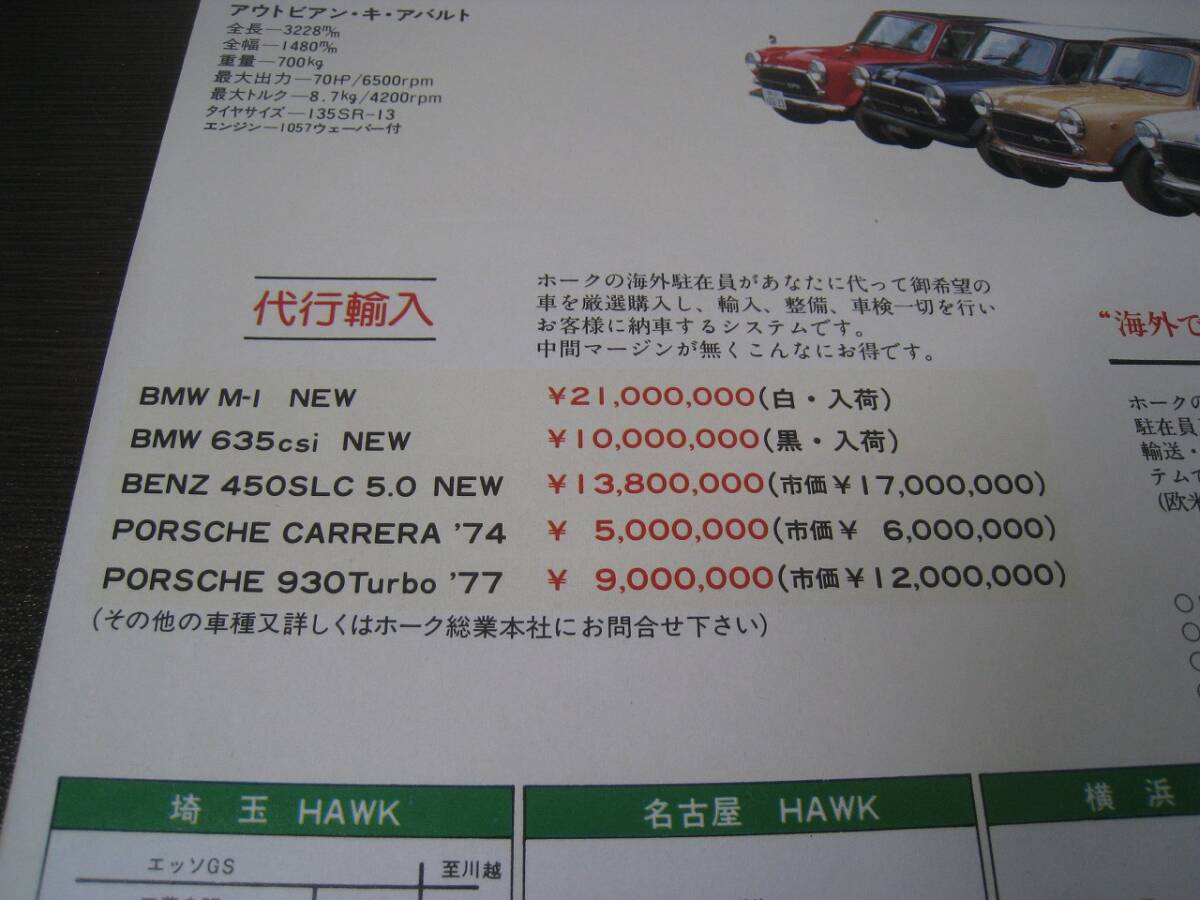 アウトビアン・キ・アバルト
全長—3228㎜
全幅—1480㎜
重量—700kg
最大出力—70HP/6500rpm
最大トルク—8.7kg/4200rpm
タイヤサイズ—135SR-13
エンジン—1057ウェーバー付
代行輸入
ホークの海外駐在員があなたに代って御希望の
車を厳選購入し、輸入、整備、車検一切を行い
お客様に納車するシステムです。
中間マージンが無くこんなにお得です。
BMW M-1 NEW ¥21,000,000(白・入荷)
BMW 635csi NEW ¥10,000,000(黒・入荷)
BENZ 450SLC 5.0 NEW ¥13,800,000(市価¥17,000,000)
PORSCHE CARRERA '74 ¥ 5,000,000(市価¥ 6,000,000)
PORSCHE 930Turbo '77 ¥ 9,000,000(市価¥12,000,000)
(その他の車種又詳しくはホーク総業本社にお問合せ下さい)
“海外で
ホークの
駐在員
輸送・
テムで
(欧米
埼玉 HAWK
エッソGS
至川越
名古屋 HAWK
横浜